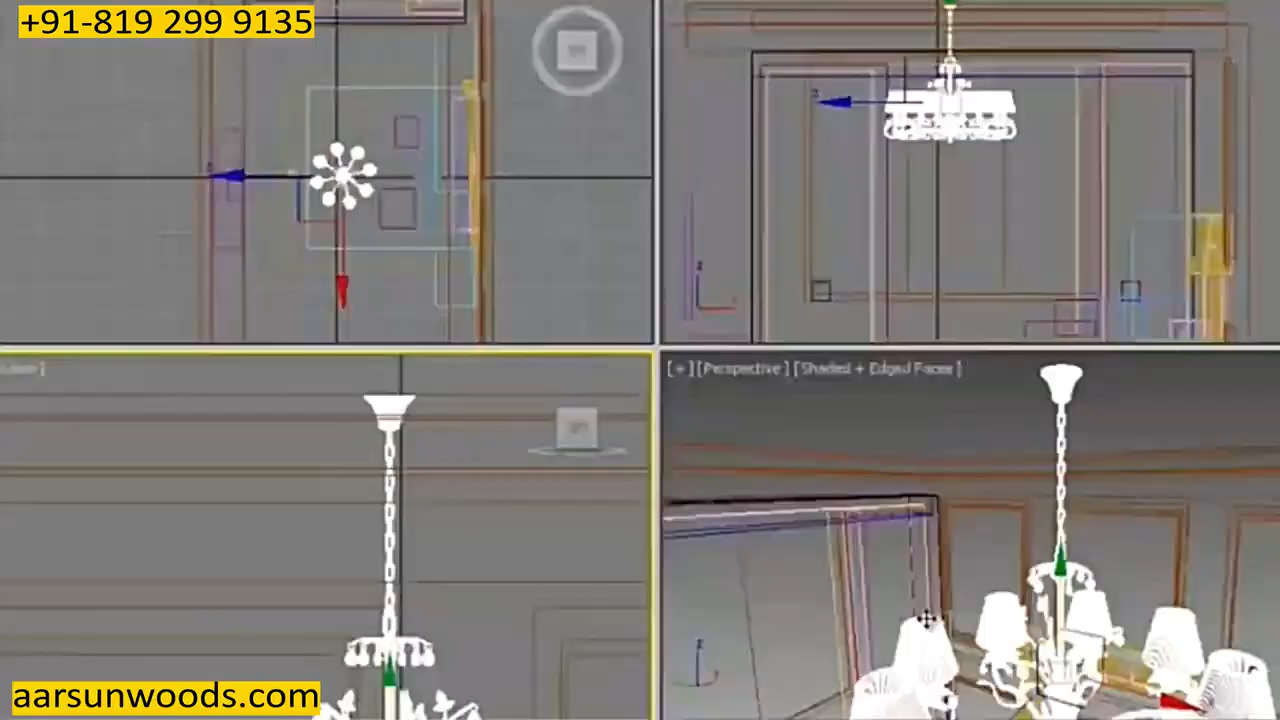 +91-819 299 9135
[+][Perspective][Shaded + Edged Faces]
aarsunwoods.com